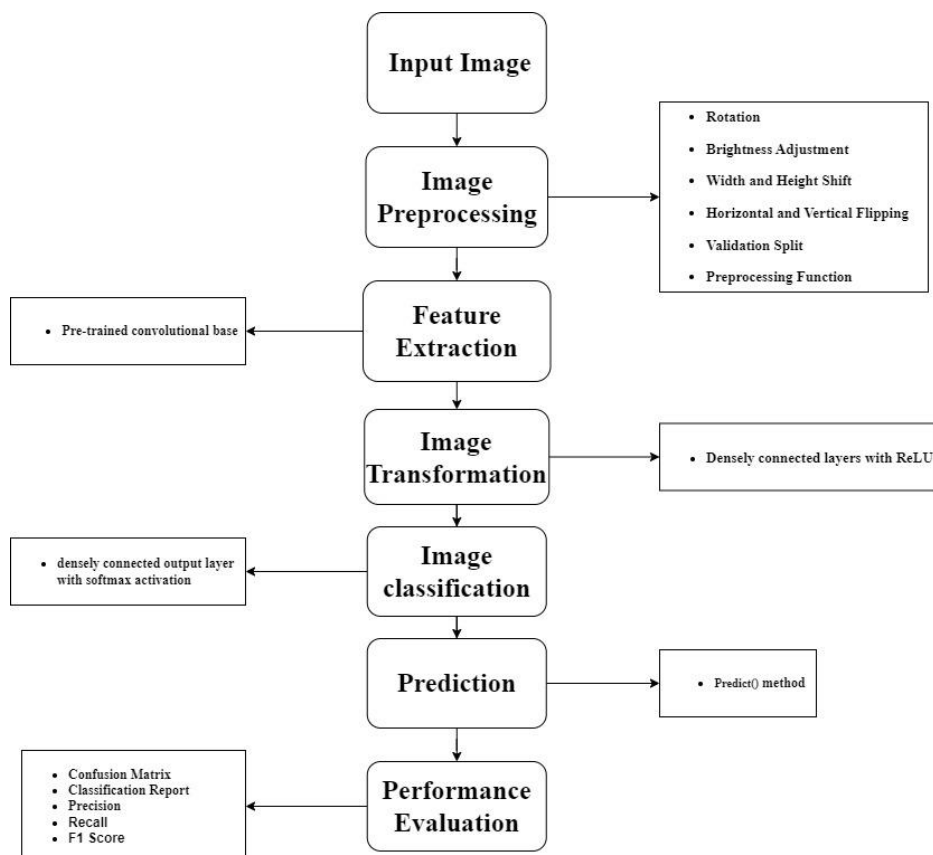 Input Image
Image
Preprocessing
Rotation
Brightness Adjustment
Width and Height Shift
Horizontal and Vertical Flipping
Validation Split
Preprocessing Function
Feature
Extraction
Pre-trained convolutional base
Image
Transformation
Densely connected layers with ReLU
Image
classification
densely connected output layer
with softmax activation
Prediction
Predict() method
Performance
Evaluation
Confusion Matrix
Classification Report
Precision
Recall
F1 Score